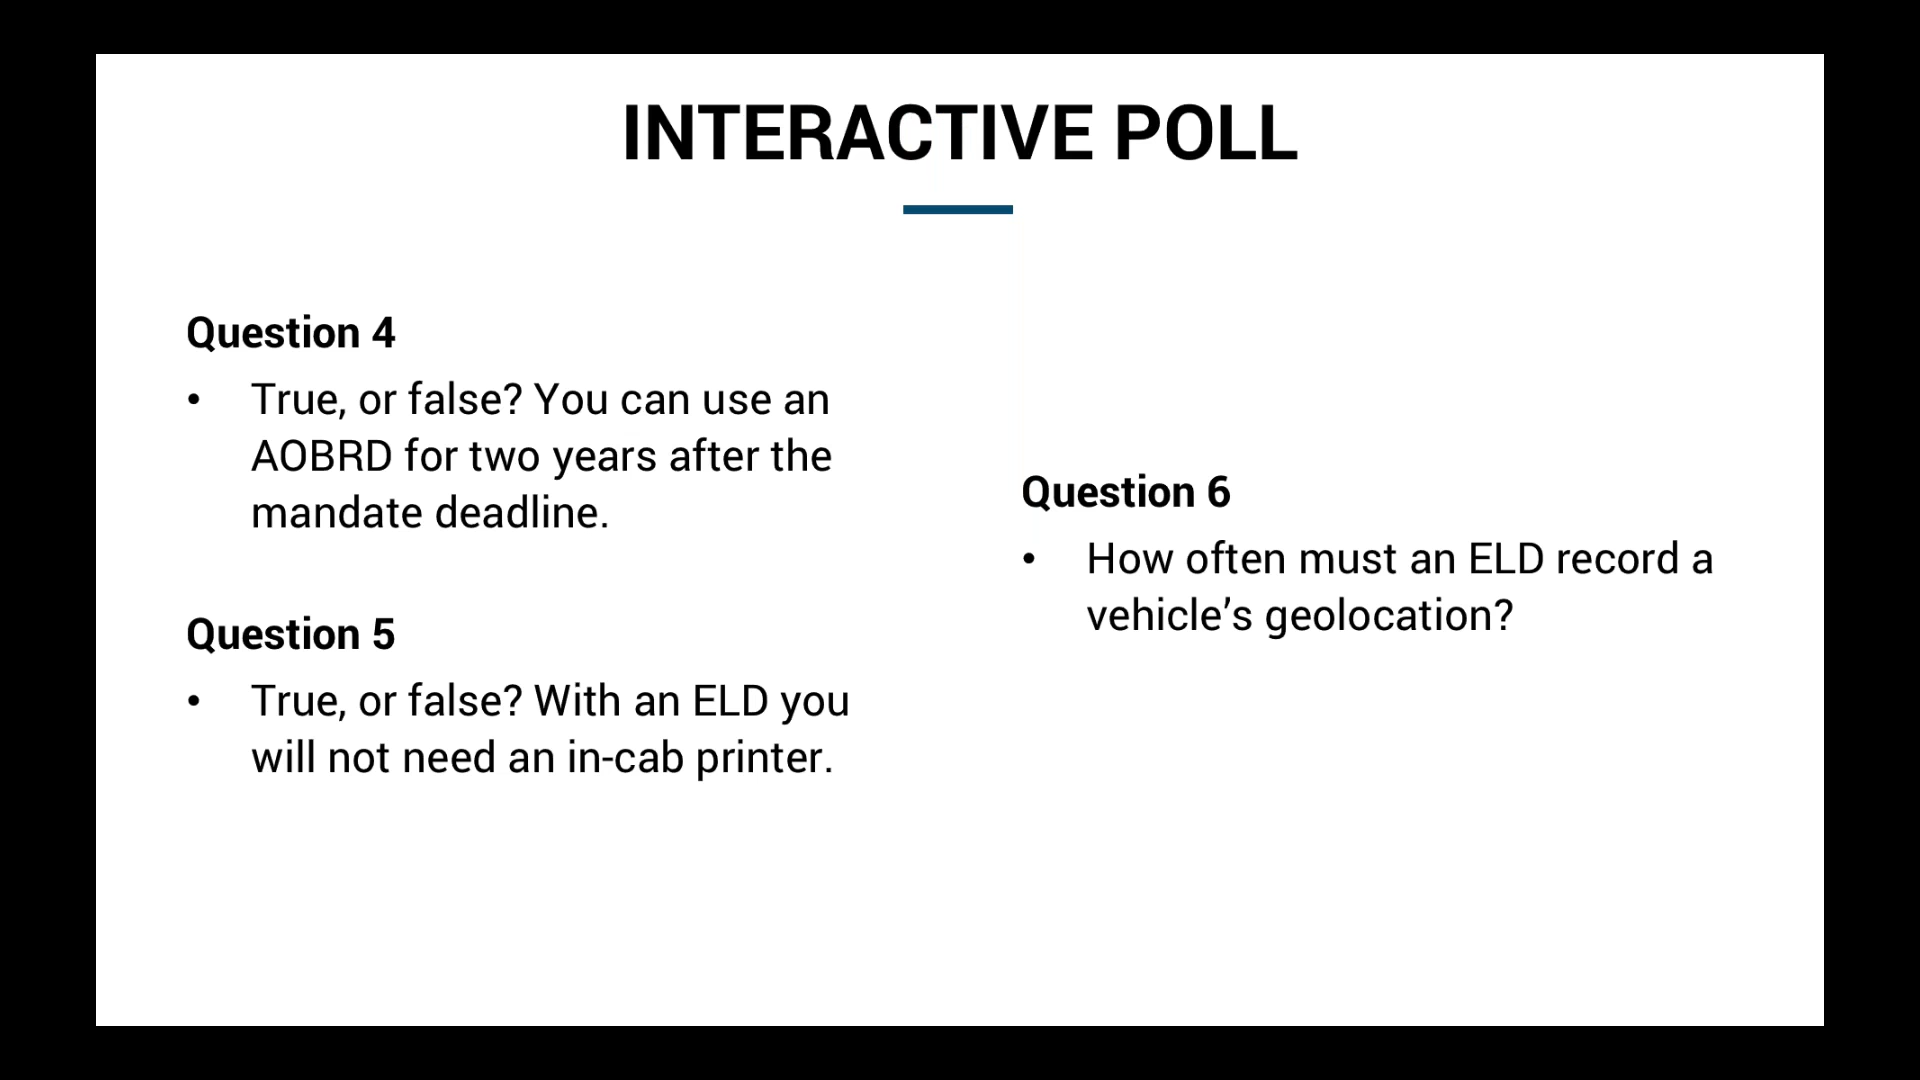 INTERACTIVE POLL
Question 4
• True, or false? You can use an
AOBRD for two years after the
mandate deadline.
Question 5
• True, or false? With an ELD you
will not need an in-cab printer.
Question 6
• How often must an ELD record a
vehicle’s geolocation?